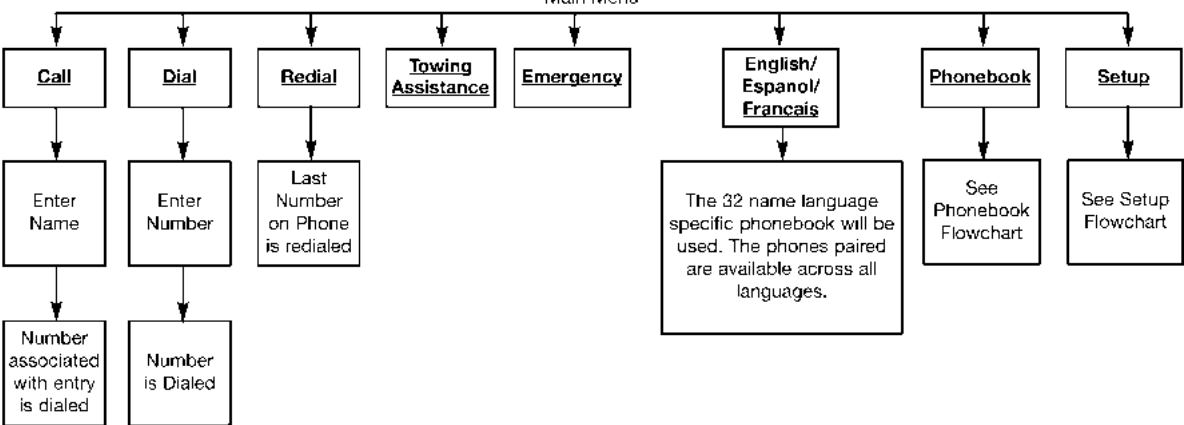 Main Menu
Call
Dial
Redial
Towing
Assistance
Emergency
English/
Espanol/
Francais
Phonebook
Setup
Enter
Name
Enter
Number
Last
Number
on Phone
is redialed
The 32 name language
specific phonebook will be
used. The phones paired
are available across all
languages.
See
Phonebook
Flowchart
See Setup
Flowchart
Number
associated
with entry
is dialed
Number
is Dialed